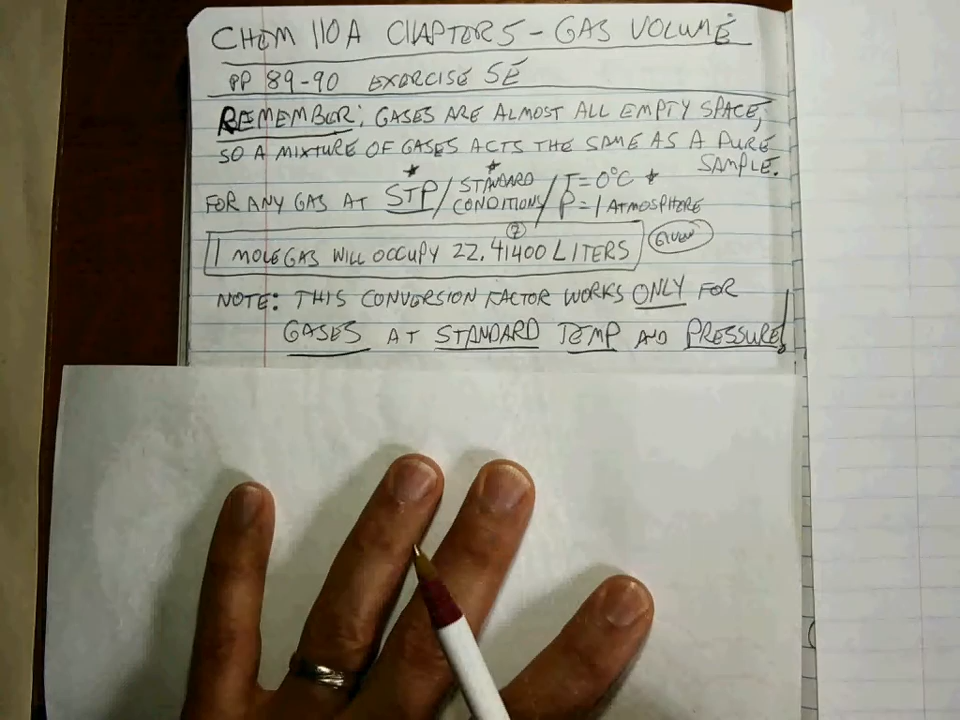 CHEM 110A CHAPTER 5 - GAS VOLUME
PP 89-90 EXERCISE 5E
REMEMBER: GASES ARE ALMOST ALL EMPTY SPACE,
SO A MIXTURE OF GASES ACTS THE SAME AS A PURE
SAMPLE.
FOR ANY GAS AT STP / STANDARD CONDITIONS / T = 0°C *
P = 1 ATMOSPHERE
1 MOLE GAS WILL OCCUPY 22.41400 LITERS (GIVEN)
(7)
NOTE: THIS CONVERSION FACTOR WORKS ONLY FOR
GASES AT STANDARD TEMP AND PRESSURE!